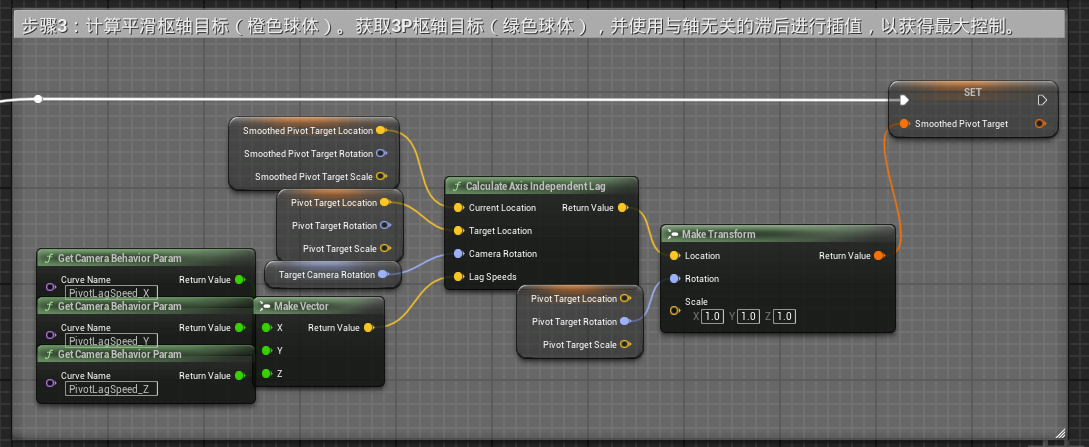 步骤3：计算平滑枢轴目标（橙色球体）。获取3P枢轴目标（绿色球体），并使用与轴无关的滞后进行插值，以获得最大控制。
SET
Smoothed Pivot Target
Smoothed Pivot Target Location
Smoothed Pivot Target Rotation
Smoothed Pivot Target Scale
Pivot Target Location
Pivot Target Rotation
Pivot Target Scale
Target Camera Rotation
Calculate Axis Independent Lag
Current Location Return Value
Target Location
Camera Rotation
Lag Speeds
Get Camera Behavior Param
Curve Name Return Value
PivotLagSpeed_X
Get Camera Behavior Param
Curve Name Return Value
PivotLagSpeed_Y
Get Camera Behavior Param
Curve Name Return Value
PivotLagSpeed_Z
Make Vector
X Return Value
Y
Z
Pivot Target Location
Pivot Target Rotation
Pivot Target Scale
Make Transform
Location Return Value
Rotation
Scale
X 1.0 Y 1.0 Z 1.0